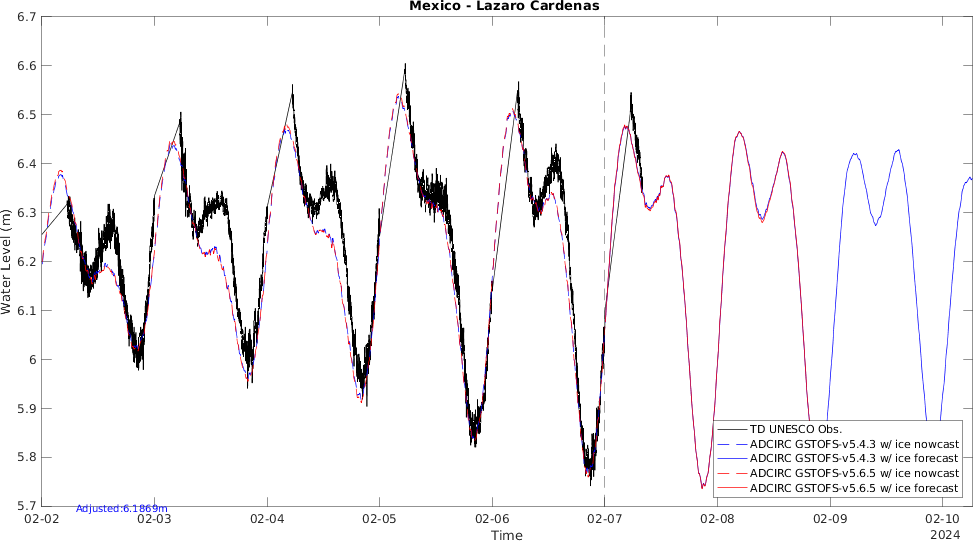 Mexico - Lazaro Cardenas
6.7
6.6
6.5
6.4
6.3
6.2
6.1
6
5.9
5.8
5.7
Water Level (m)
TD UNESCO Obs.
ADCIRC GSTOFS-v5.4.3 w/ ice nowcast
ADCIRC GSTOFS-v5.4.3 w/ ice forecast
ADCIRC GSTOFS-v5.6.5 w/ ice nowcast
ADCIRC GSTOFS-v5.6.5 w/ ice forecast
Adjusted:6.1869m
02-02 02-03 02-04 02-05 02-06 02-07 02-08 02-09 02-10
Time
2024